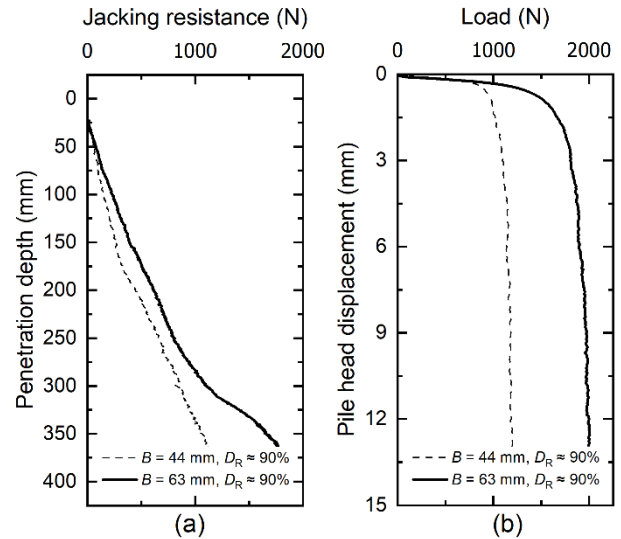 Jacking resistance (N)
0 1000 2000
Penetration depth (mm)
0
50
100
150
200
250
300
350
400
B = 44 mm, DR ≈ 90%
B = 63 mm, DR ≈ 90%
(a)
Load (N)
0 1000 2000
Pile head displacement (mm)
0
3
6
9
12
15
B = 44 mm, DR ≈ 90%
B = 63 mm, DR ≈ 90%
(b)